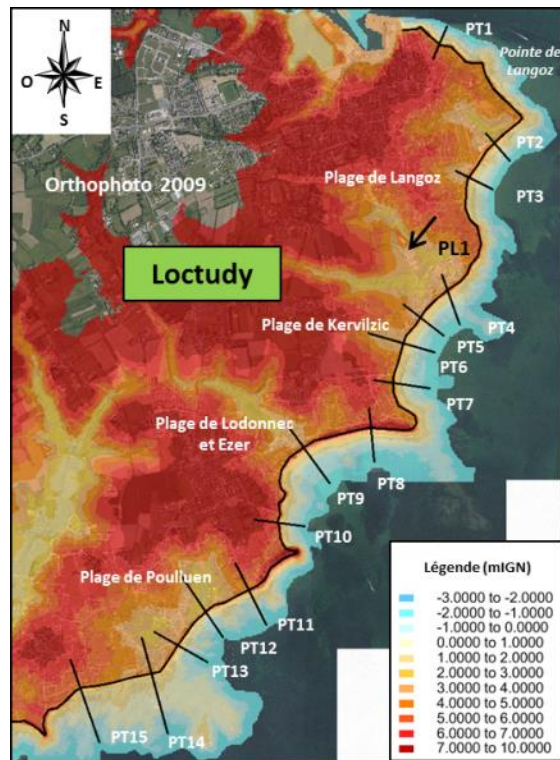 N
O
E
S
PT1
Pointe de
Langoz
PT2
Orthophoto 2009
Plage de Langoz
PT3
PL1
Loctudy
Plage de Kervilzic
PT4
PT5
PT6
PT7
Plage de Lodonnec
et Ezer
PT8
PT9
PT10
Plage de Poulluen
PT11
PT12
PT13
PT15
PT14
Légende (mIGN)
-3.0000 to -2.0000
-2.0000 to -1.0000
-1.0000 to 0.0000
0.0000 to 1.0000
1.0000 to 2.0000
2.0000 to 3.0000
3.0000 to 4.0000
4.0000 to 5.0000
5.0000 to 6.0000
6.0000 to 7.0000
7.0000 to 10.0000